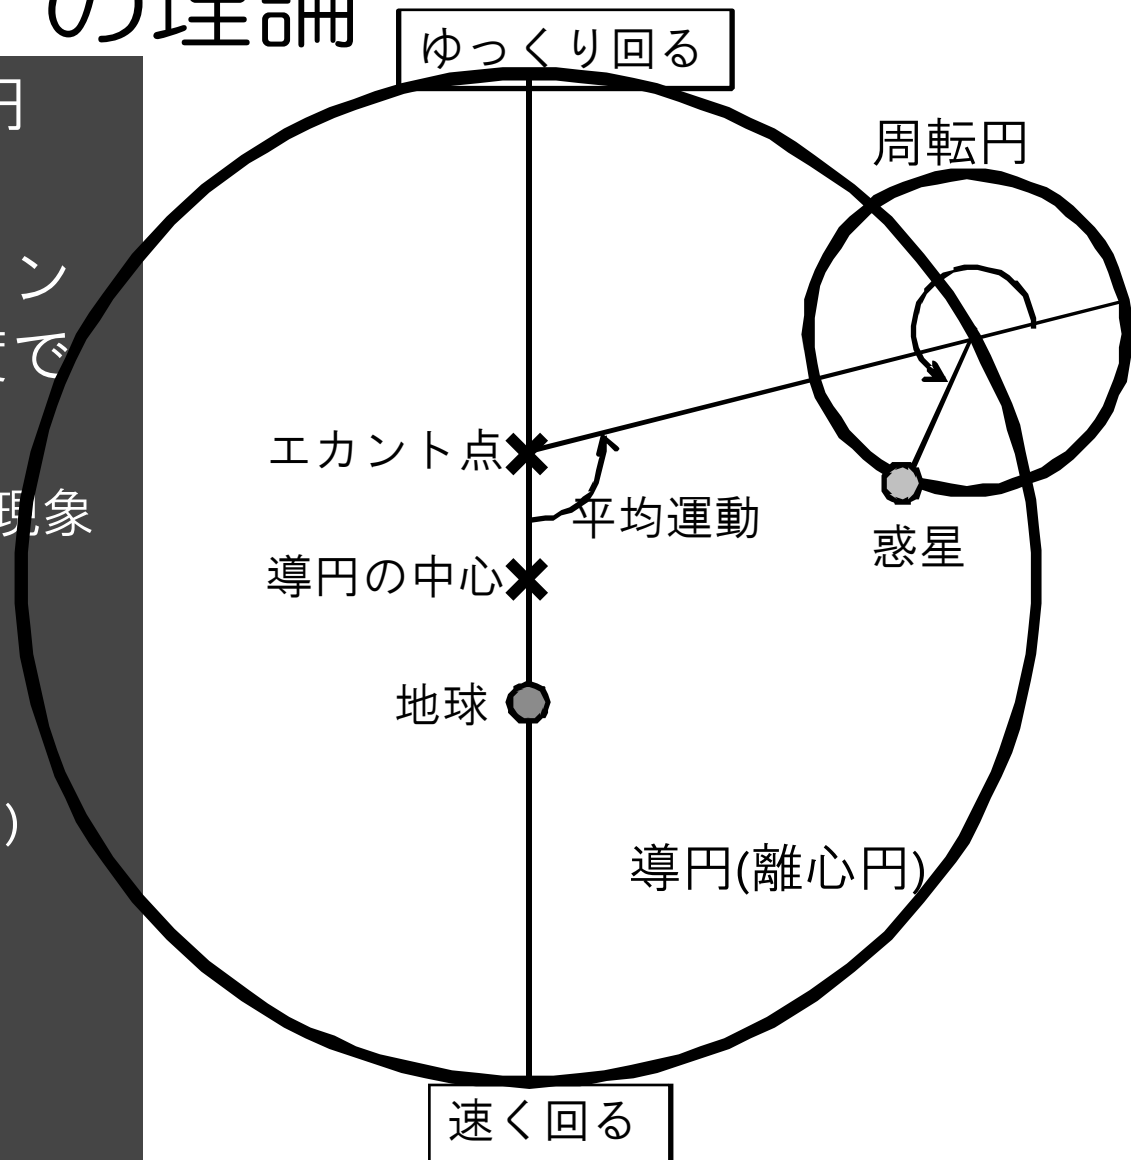 の理論
円
ン
度で
現象
)
ゆっくり回る
周転円
エカント点
平均運動
導円の中心
惑星
地球
導円(離心円)
速く回る